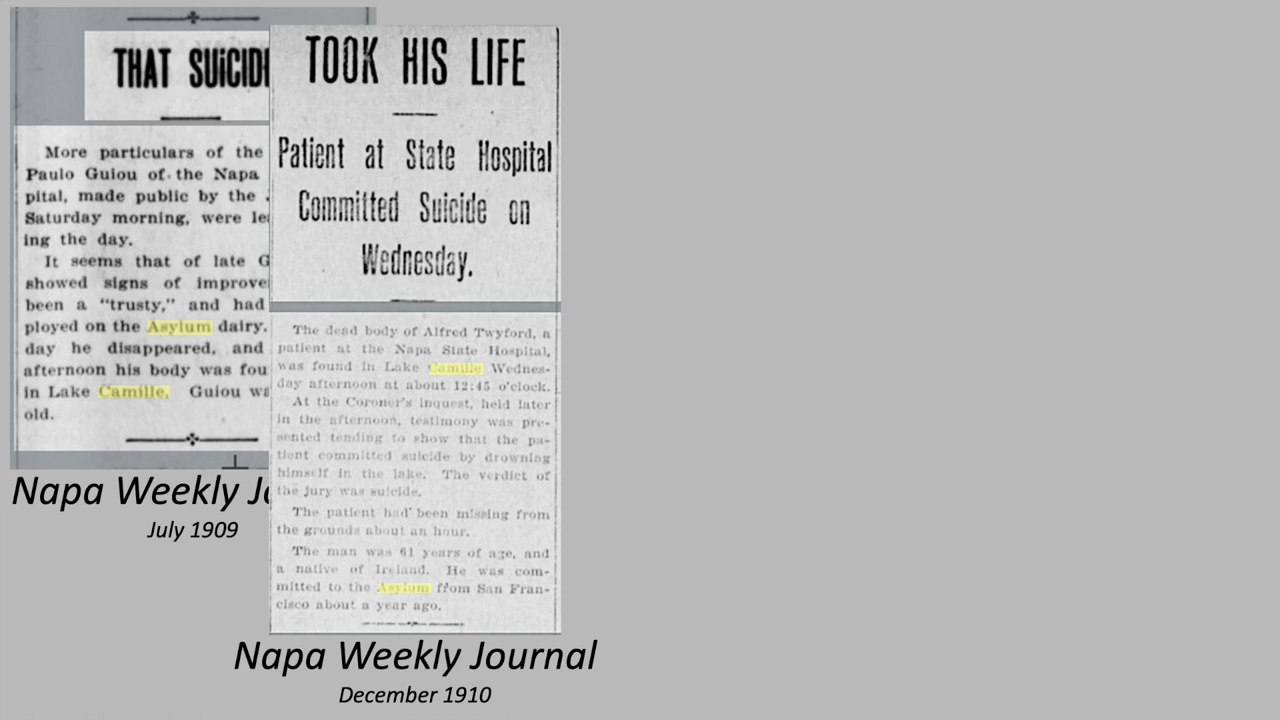 THAT SUICIDE
More particulars of the
Paulo Guiou of the Napa
pital, made public by the
Saturday morning, were
ing the day.
It seems that of late
showed signs of
been a “trusty,” and had
ployed on the Asylum dairy.
day he disappeared, and
afternoon his body was
in Lake Camille. Guiou
old.
Napa Weekly
July 1909
TOOK HIS LIFE
Patient at State Hospital
Committed Suicide on
Wednesday.
The dead body of Alfred Twyford, a
patient at the Napa State Hospital,
was found in Lake Camille Wednes-
day afternoon at about 12:45 o'clock.
At the Coroner's inquest, held later
in the afternoon, testimony was pre-
sented tending to show that the pa-
tient committed suicide by drowning
himself in the lake. The verdict of
the jury was suicide.
The patient had been missing from
the grounds about an hour.
The man was 61 years of age, and
a native of Ireland. He was com-
mitted to the Asylum from San Fran-
cisco about a year ago.
Napa Weekly Journal
December 1910